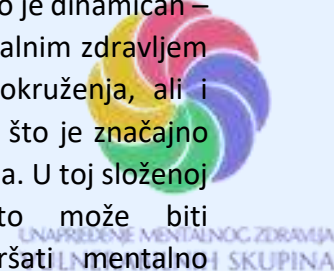 o je dinamičan –
alnim zdravljem
okruženja, ali i
što je značajno
a. U toj složenoj
to može biti
UNAPREĐENJE MENTALNOG ZDRAVLJA
ršati mentalno
SKUPINA